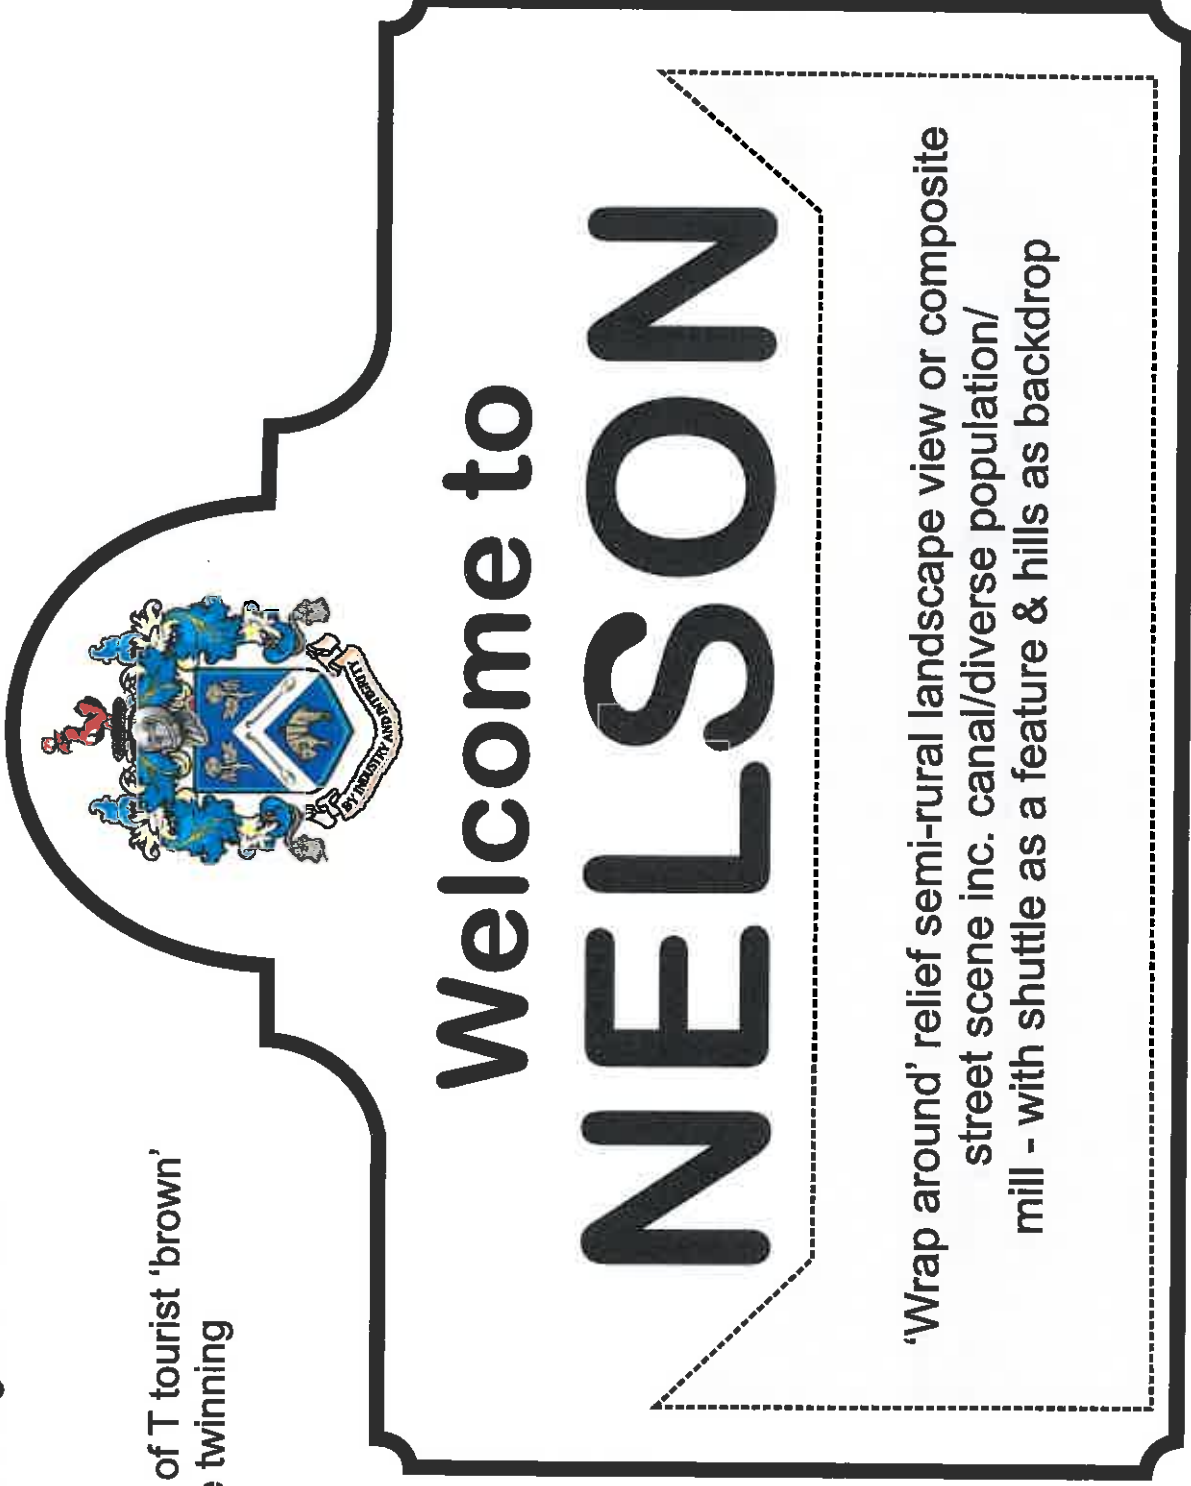 of T tourist ‘brown’
twinning
BY INDUSTRY AND INTEGRITY
Welcome to
NELSON
‘Wrap around’ relief semi-rural landscape view or composite
street scene inc. canal/diverse population/
mill - with shuttle as a feature & hills as backdrop